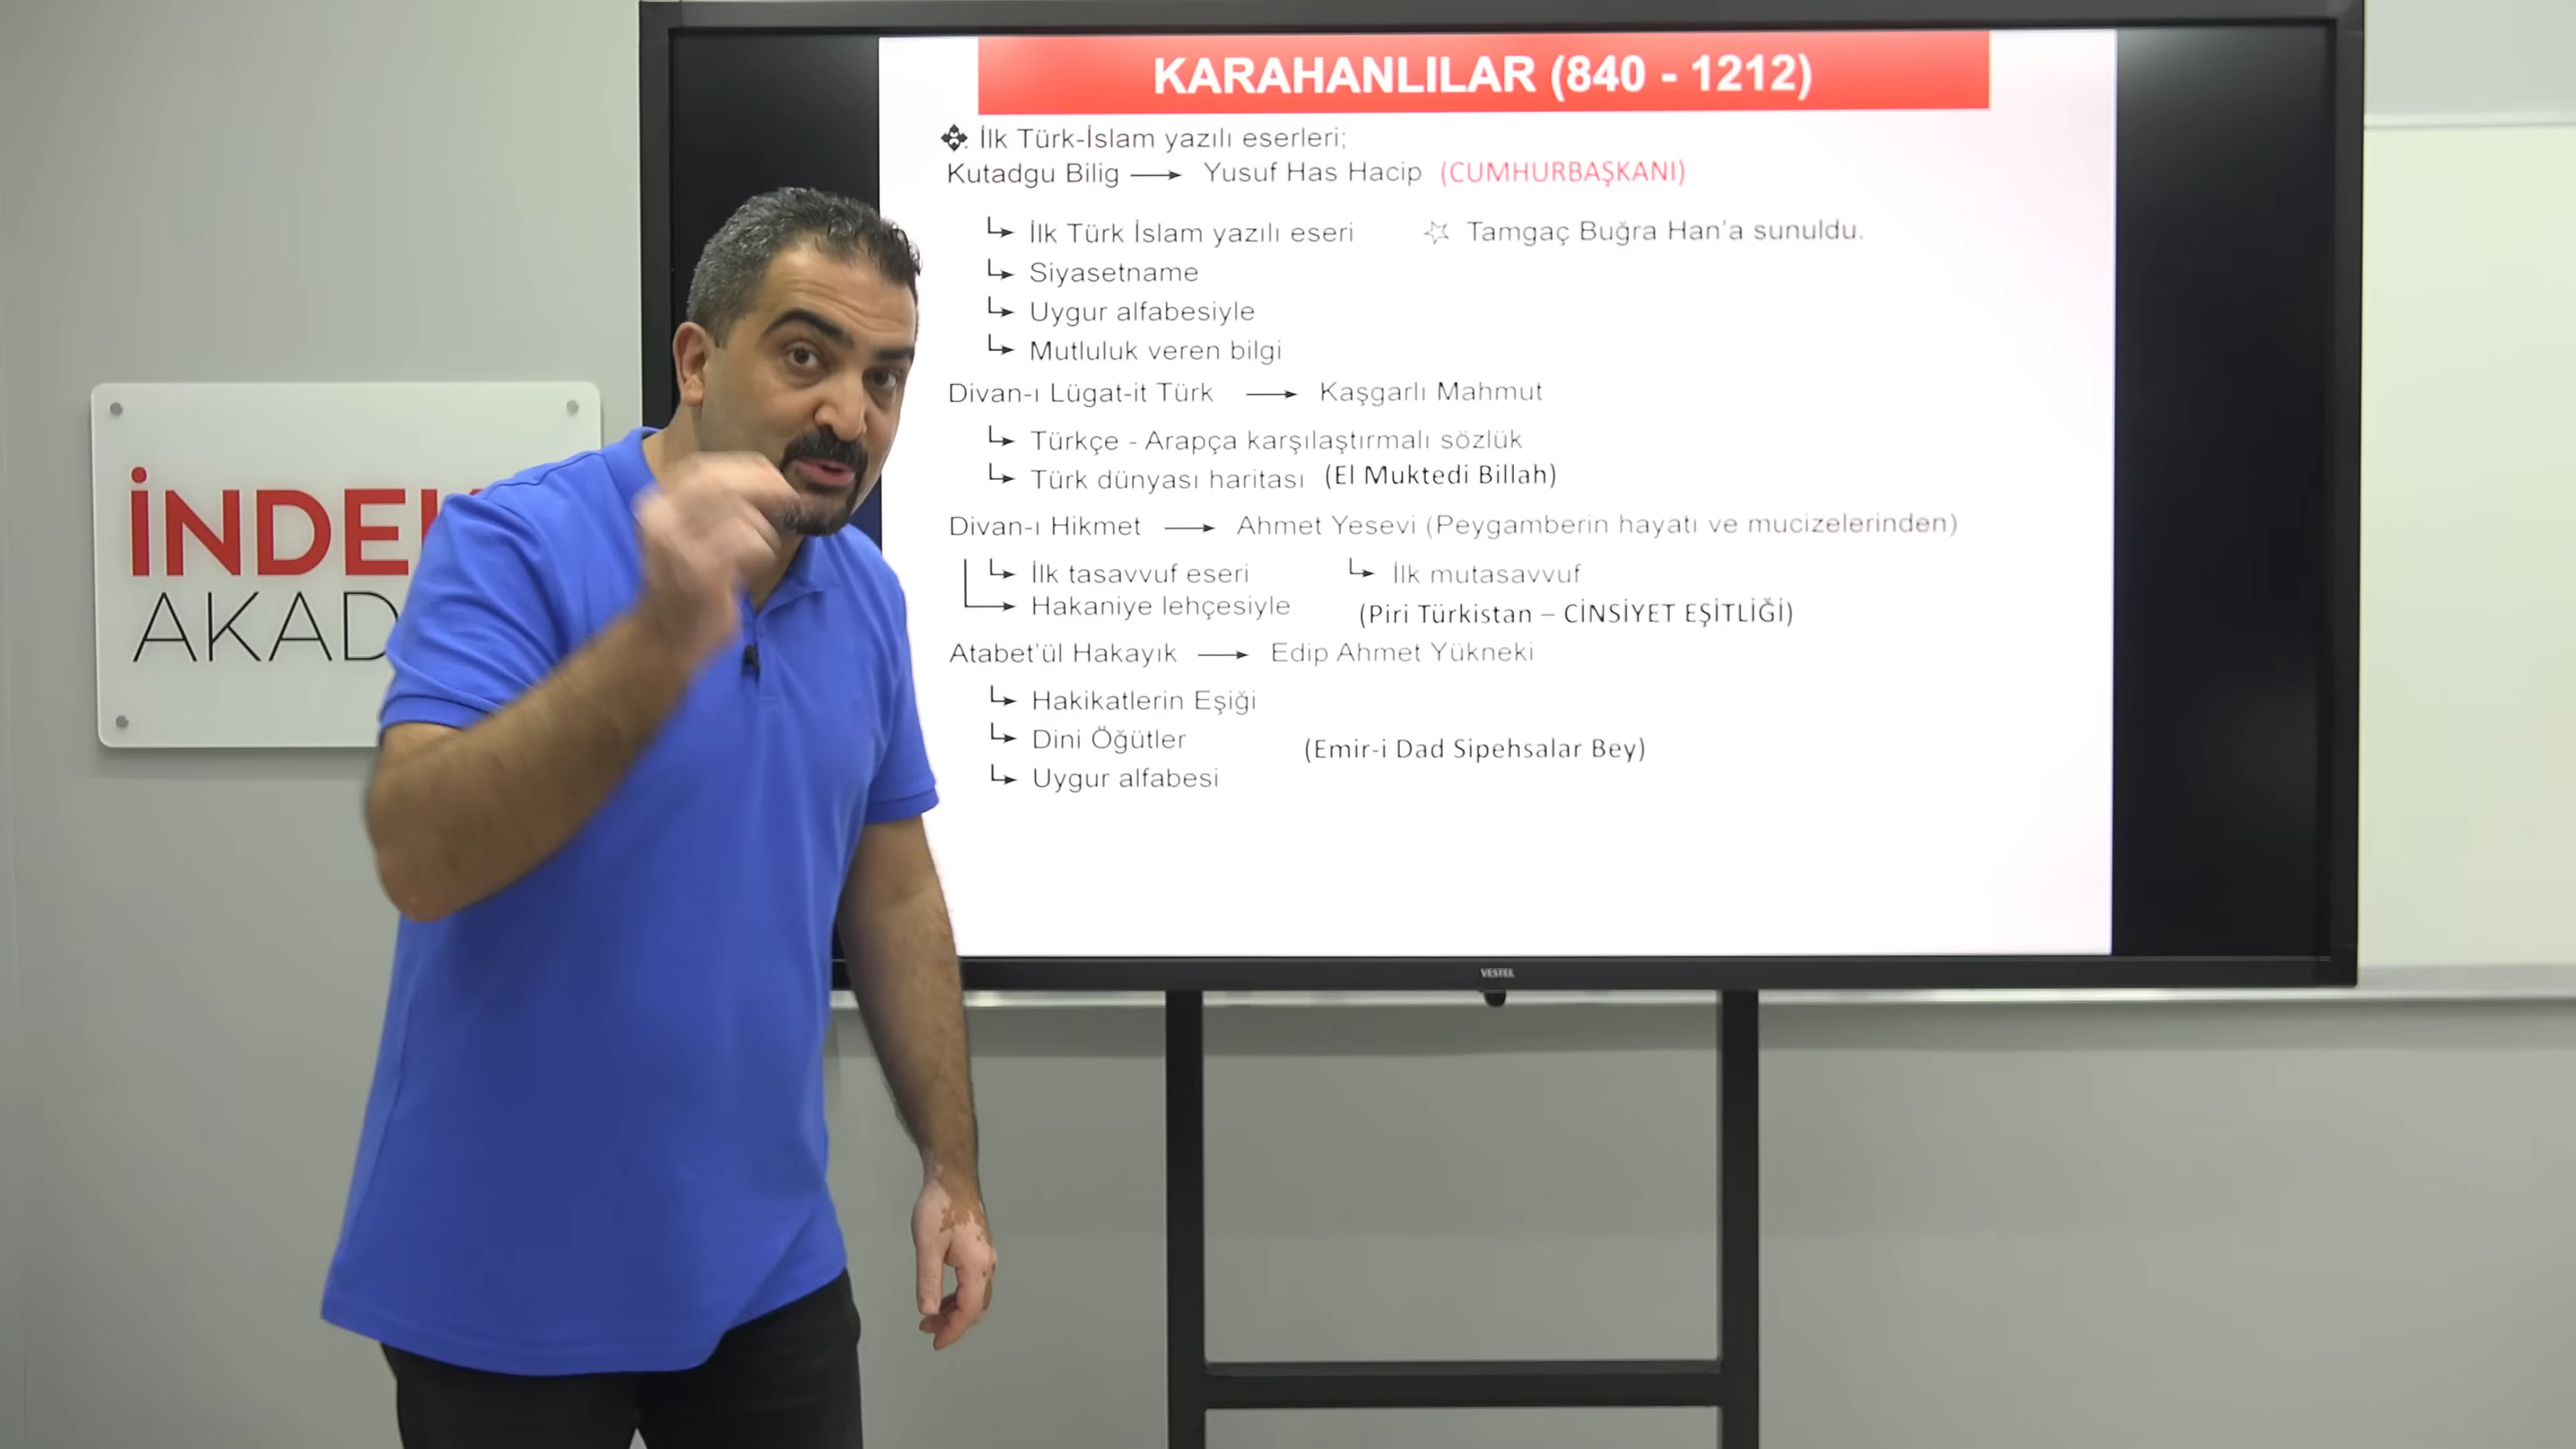 KARAHANLILAR (840 - 1212)
İlk Türk-İslam yazılı eserleri;
Kutadgu Bilig → Yusuf Has Hacip (CUMHURBAŞKANI)
İlk Türk İslam yazılı eseri ☆ Tamgaç Buğra Han'a sunuldu.
Siyasetname
Uygur alfabesiyle
Mutluluk veren bilgi
Divan-ı Lügat-it Türk → Kaşgarlı Mahmut
Türkçe - Arapça karşılaştırmalı sözlük
Türk dünyası haritası (El Muktedi Billah)
Divan-ı Hikmet → Ahmet Yesevi (Peygamberin hayatı ve mucizelerinden)
İlk tasavvuf eseri İlk mutasavvuf
Hakaniye lehçesiyle (Piri Türkistan – CİNSİYET EŞİTLİĞİ)
Atabet'ül Hakayık → Edip Ahmet Yükneki
Hakikatlerin Eşiği
Dini Öğütler (Emir-i Dad Sipehsalar Bey)
Uygur alfabesi
VESTEL
İNDE
AKAD